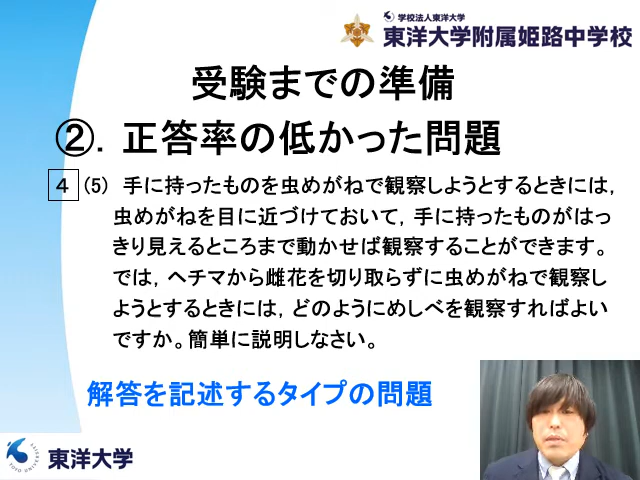 学校法人東洋大学
東洋大学附属姫路中学校
受験までの準備
②．正答率の低かった問題
4 (5) 手に持ったものを虫めがねで観察しようとするときには，
虫めがねを目に近づけておいて，手に持ったものがはっ
きり見えるところまで動かせば観察することができます。
では，ヘチマから雌花を切り取らずに虫めがねで観察し
ようとするときには，どのようにめしべを観察すればよい
ですか。簡単に説明しなさい。
解答を記述するタイプの問題
東洋大学